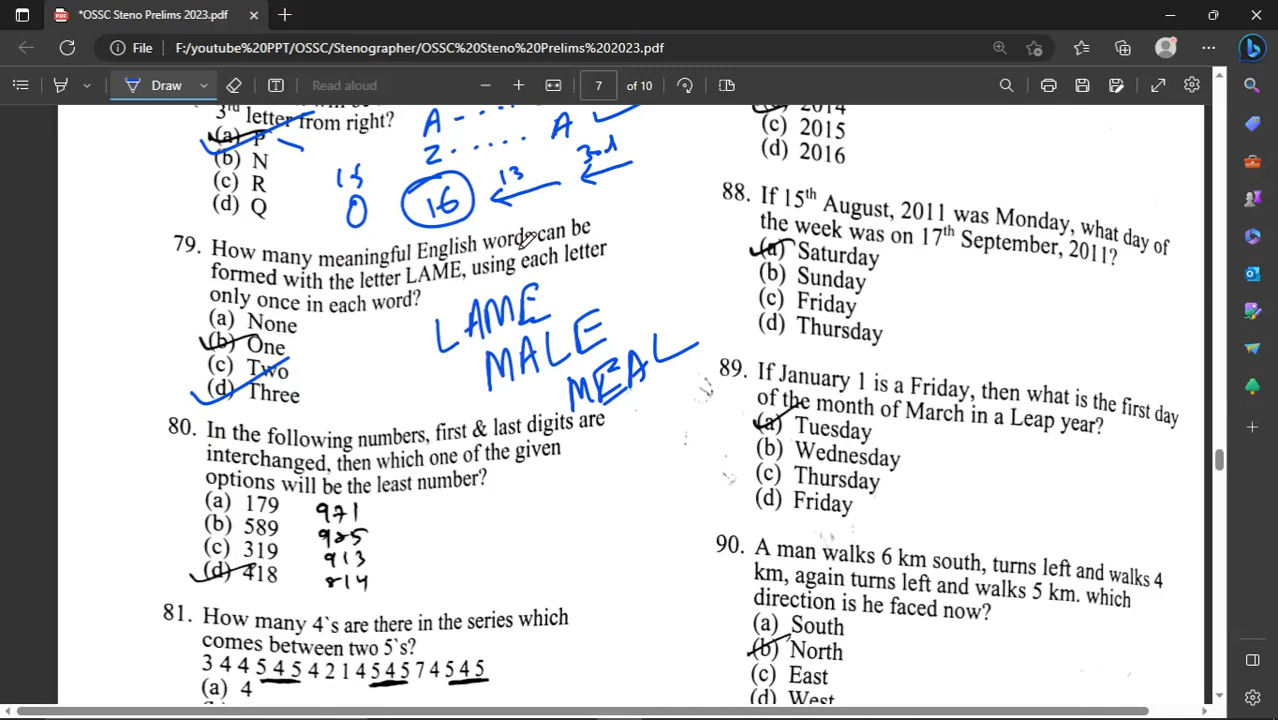 *OSSC Steno Prelims 2023.pdf
File
F:/youtube%20PPT/OSSC/Stenographer/OSSC%20Steno%20Prelims%202023.pdf
Draw
Read aloud
7
of 10
3rd letter from right?
(a) P
(b) N
(c) R
(d) Q
A - ... A
Z ..... A
15
0
16
13
3rd
79. How many meaningful English words can be
formed with the letter LAME, using each letter
only once in each word?
(a) None
(b) One
(c) Two
(d) Three
LAME
MALE
MEAL
80. In the following numbers, first & last digits are
interchanged, then which one of the given
options will be the least number?
(a) 179
971
(b) 589
985
(c) 319
913
(d) 418
814
81. How many 4`s are there in the series which
comes between two 5`s?
3 4 4 5 4 5 4 2 1 4 5 4 5 7 4 5 4 5
(a) 4
2014
(c) 2015
(d) 2016
88. If 15th August, 2011 was Monday, what day of
the week was on 17th September, 2011?
(a) Saturday
(b) Sunday
(c) Friday
(d) Thursday
89. If January 1 is a Friday, then what is the first day
of the month of March in a Leap year?
(a) Tuesday
(b) Wednesday
(c) Thursday
(d) Friday
90. A man walks 6 km south, turns left and walks 4
km, again turns left and walks 5 km. which
direction is he faced now?
(a) South
(b) North
(c) East
(d) West